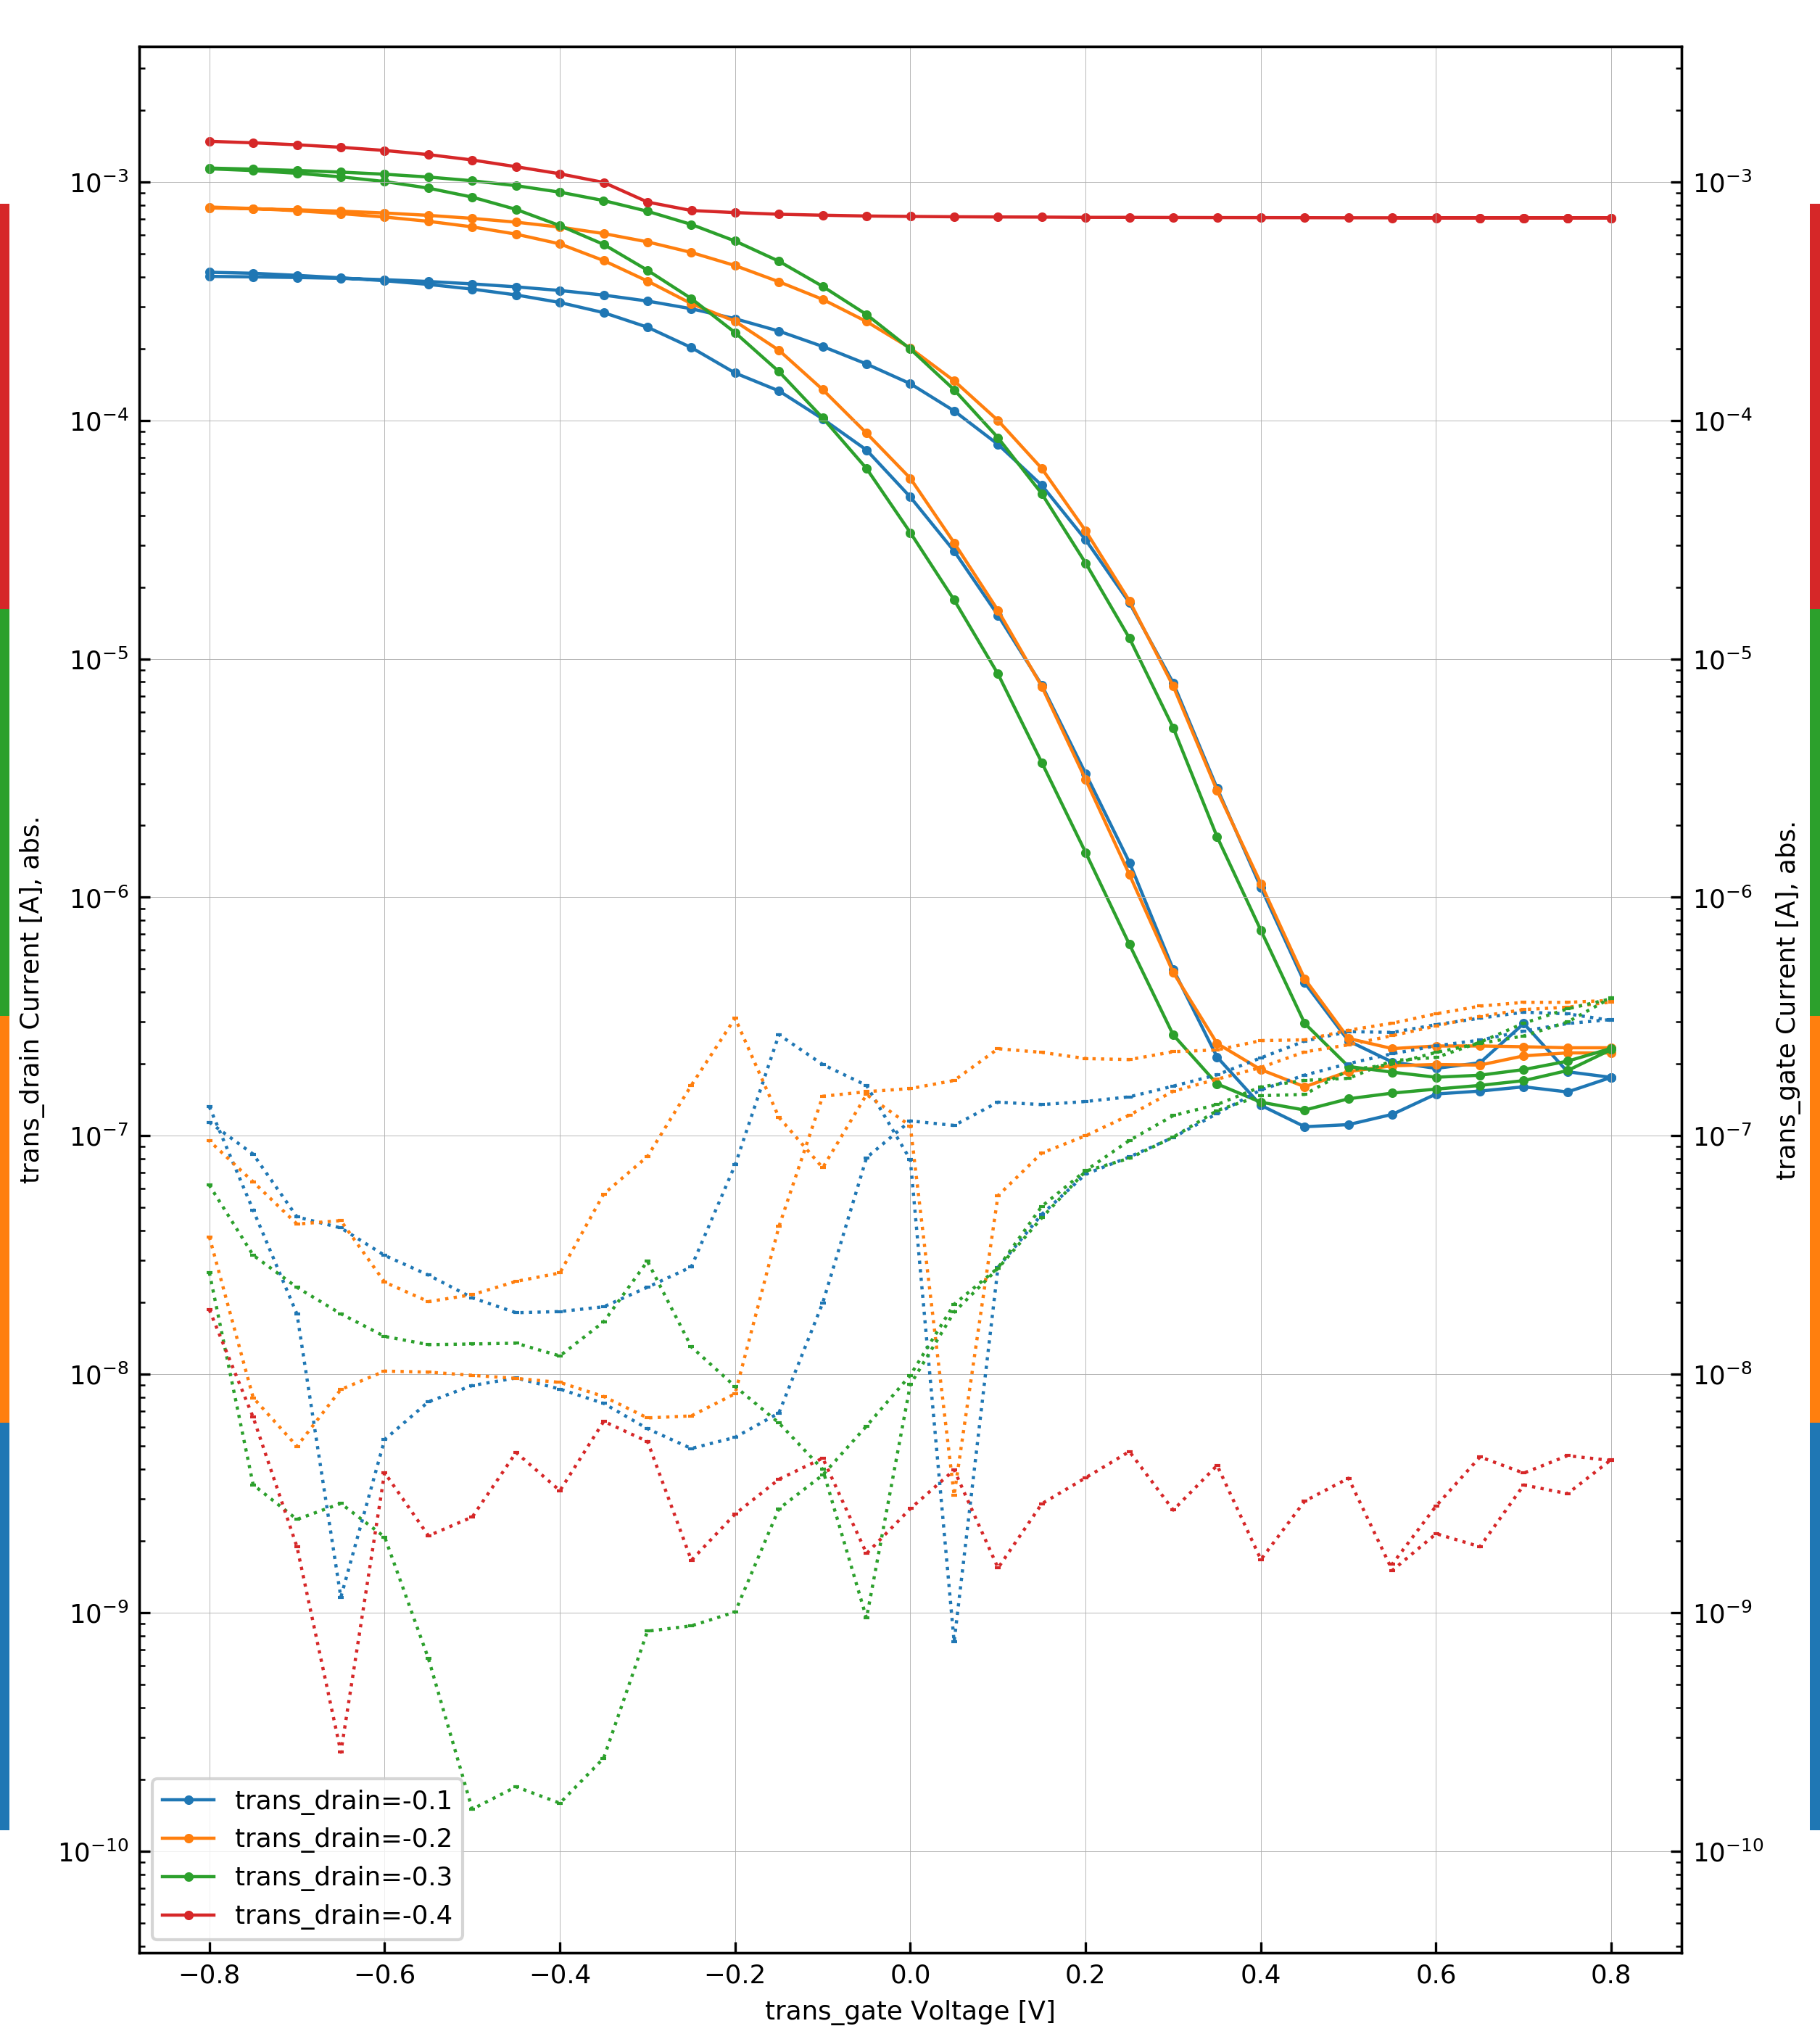 10⁻³
10⁻⁴
10⁻⁵
10⁻⁶
10⁻⁷
10⁻⁸
10⁻⁹
10⁻¹⁰
trans_drain Current [A], abs.
10⁻³
10⁻⁴
10⁻⁵
10⁻⁶
10⁻⁷
10⁻⁸
10⁻⁹
10⁻¹⁰
trans_gate Current [A], abs.
trans_drain=-0.1
trans_drain=-0.2
trans_drain=-0.3
trans_drain=-0.4
−0.8 −0.6 −0.4 −0.2 0.0 0.2 0.4 0.6 0.8
trans_gate Voltage [V]